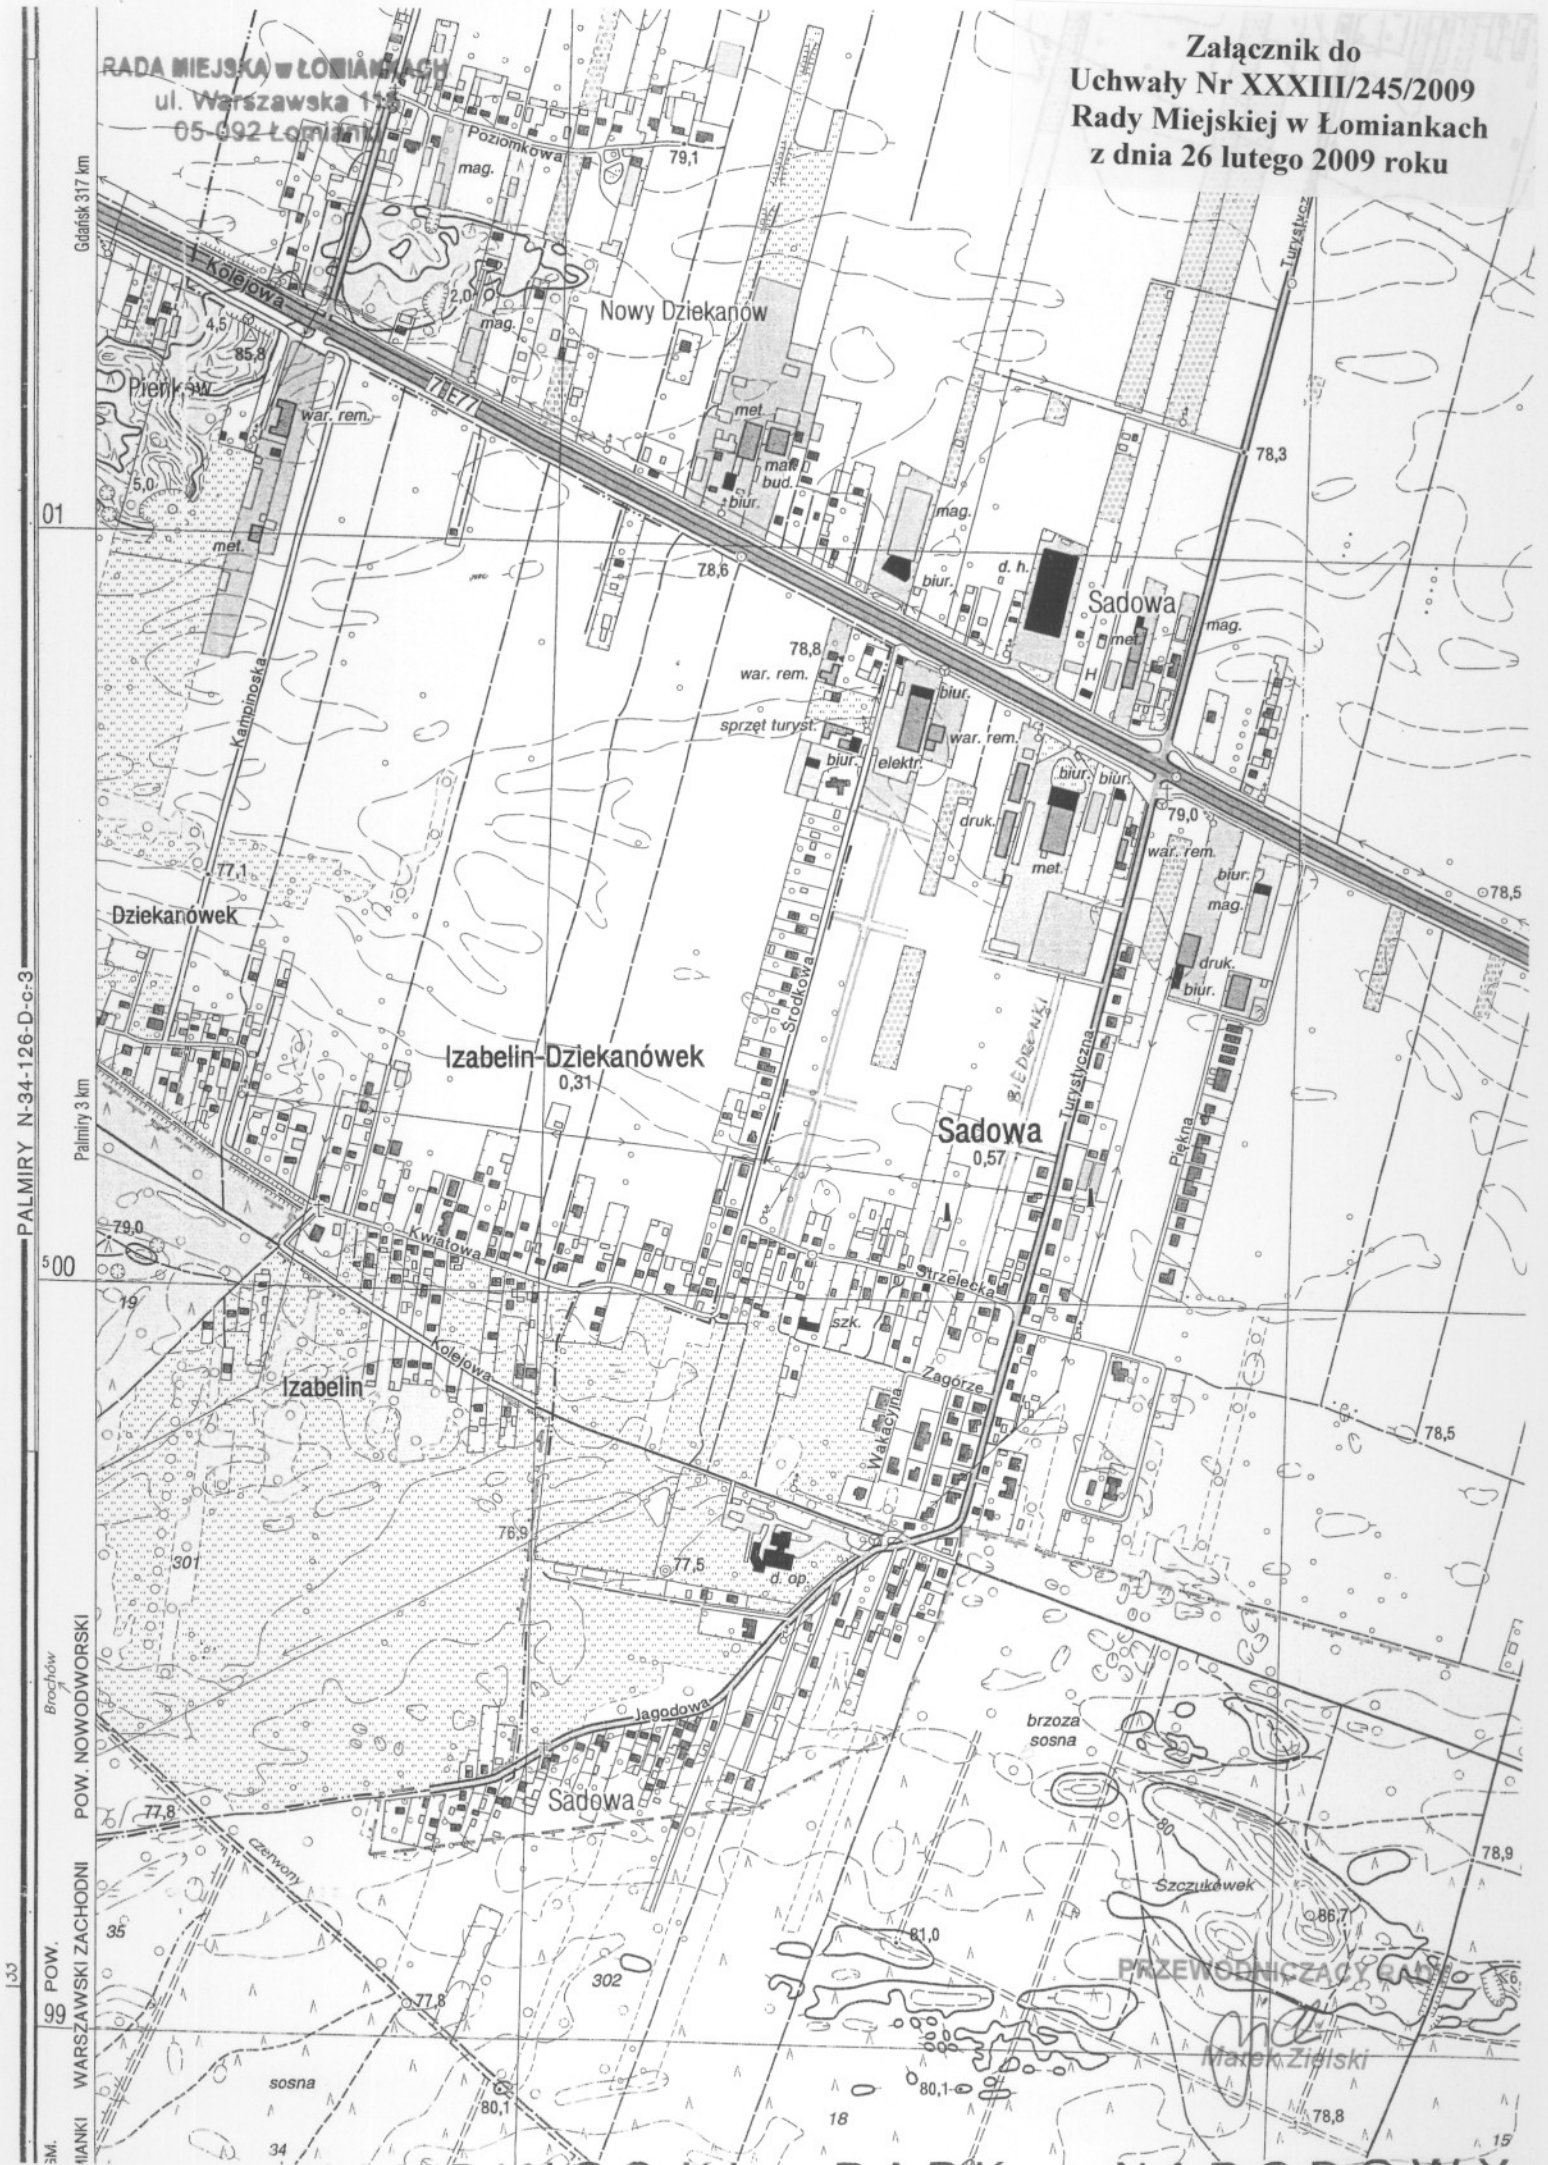 Załącznik do
Uchwały Nr XXXIII/245/2009
Rady Miejskiej w Łomiankach
z dnia 26 lutego 2009 roku
RADA MIEJSKA w ŁOMIANKACH
ul. Warszawska
05-092 Łomianki
Poziomkowa
79,1
mag.
Gdańsk 317 km
Turystycz
Kolejowa
2,0
Nowy Dziekanów
4,5
mag.
85,8
Pieńków
7 E77
war. rem.
met.
78,3
mat.
bud.
5,0
biur.
mag.
01
met.
78,6
d. h.
biur.
Sadowa
met.
mag.
78,8
war. rem.
H
biur.
Kampinoska
sprzęt turyst.
war. rem.
biur.
elektr.
biur.
biur.
79,0
druk.
war. rem.
met.
77,1
biur.
78,5
mag.
Dziekanówek
druk.
biur.
PALMIRY N-34-126-D-c-3
Środkowa
BIEDRONKI
Izabelin-Dziekanówek
0,31
Turystyczna
Palmiry 3 km
Sadowa
0,57
Piękna
79,0
Kwiatowa
500
Strzelecka
19
szk.
Kolejowa
Izabelin
Zagórze
Wakacyjna
78,5
76,9
301
77,5
d. op.
Brochów
POW. NOWODWORSKI
Jagodowa
brzoza
sosna
Sadowa
77,8
80
czerwony
78,9
Szczukówek
86,7
35
81,0
POW.
WARSZAWSKI ZACHODNI
PRZEWODNICZĄCY RADY
302
77,8
99
Marek Zielski
sosna
80,1
80,1
18
78,8
34
15
GM.
MIANKI
PARK NARODOWY